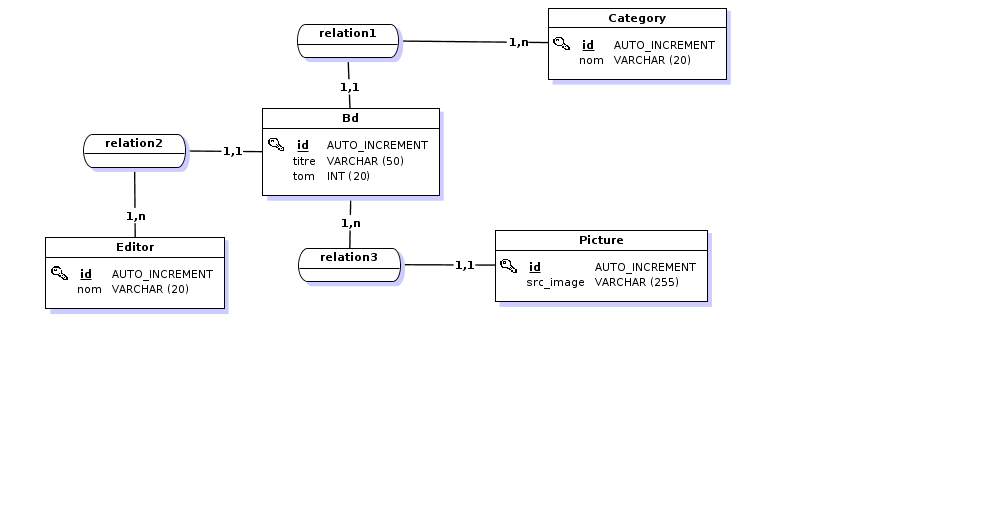 relation1
1,n
Category
id AUTO_INCREMENT
nom VARCHAR (20)
1,1
Bd
id AUTO_INCREMENT
titre VARCHAR (50)
tom INT (20)
relation2
1,1
1,n
Editor
id AUTO_INCREMENT
nom VARCHAR (20)
1,n
relation3
1,1
Picture
id AUTO_INCREMENT
src_image VARCHAR (255)